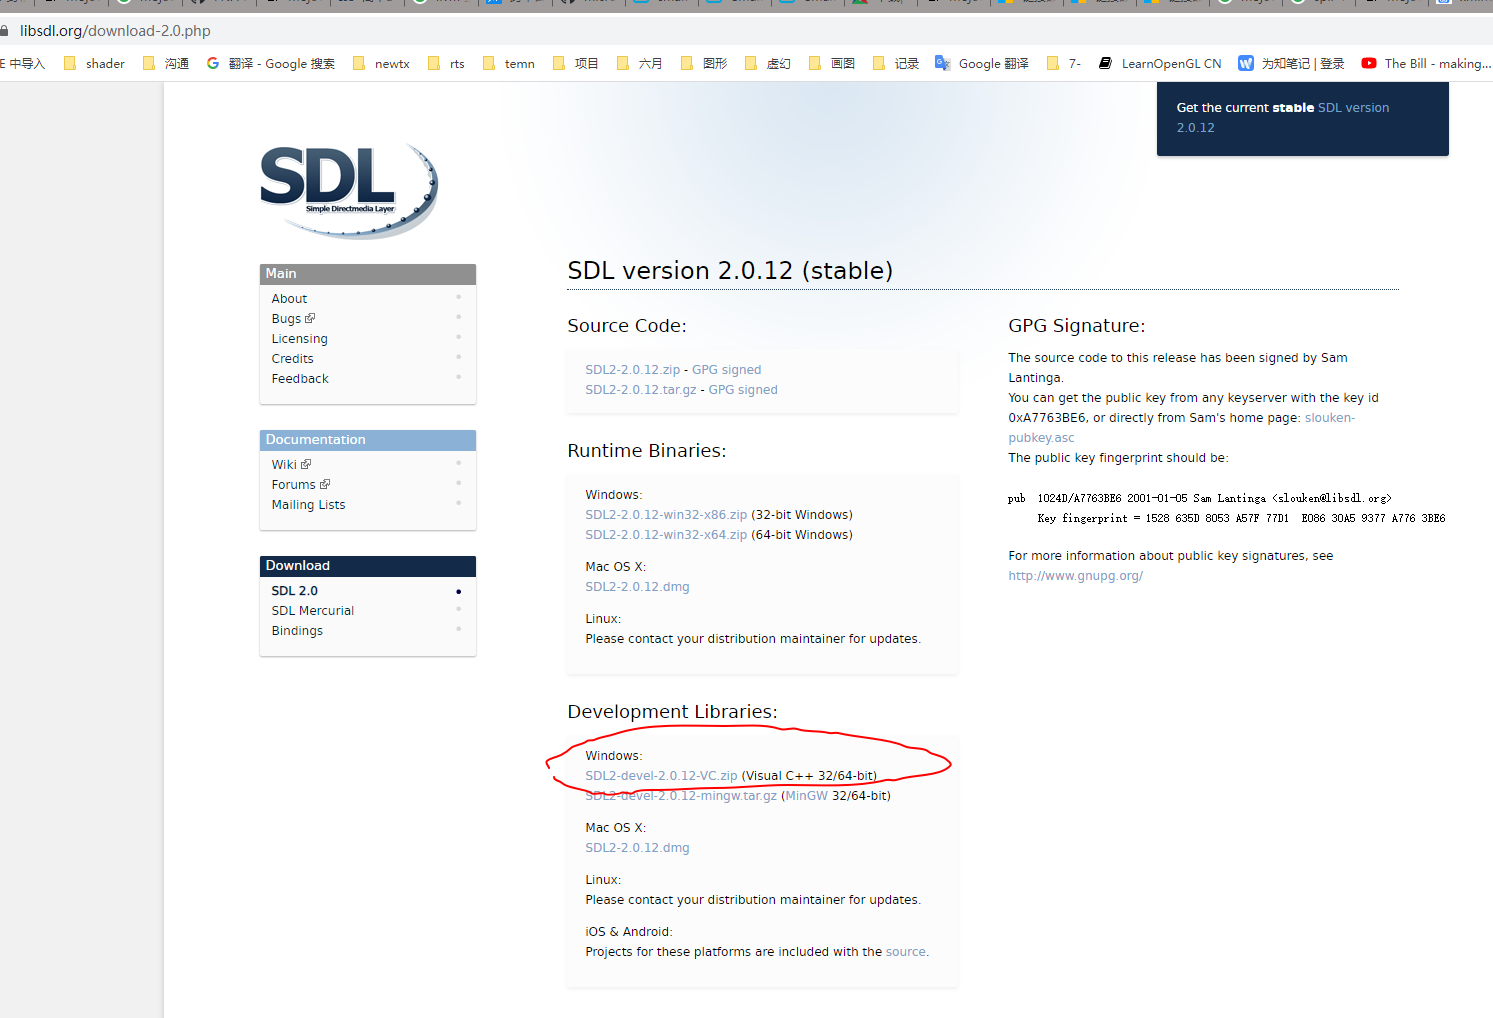 libsdl.org/download-2.0.php
E 中导入 shader 沟通 翻译 - Google 搜索 newtx rts temn 项目 六月 图形 虚幻 画图 记录 Google 翻译 7- LearnOpenGL CN 为知笔记 | 登录 The Bill - making...
Get the current stable SDL version
2.0.12
SDL
Simple Directmedia Layer
Main
About
Bugs
Licensing
Credits
Feedback
Documentation
Wiki
Forums
Mailing Lists
Download
SDL 2.0
SDL Mercurial
Bindings
SDL version 2.0.12 (stable)
Source Code:
SDL2-2.0.12.zip - GPG signed
SDL2-2.0.12.tar.gz - GPG signed
Runtime Binaries:
Windows:
SDL2-2.0.12-win32-x86.zip (32-bit Windows)
SDL2-2.0.12-win32-x64.zip (64-bit Windows)
Mac OS X:
SDL2-2.0.12.dmg
Linux:
Please contact your distribution maintainer for updates.
Development Libraries:
Windows:
SDL2-devel-2.0.12-VC.zip (Visual C++ 32/64-bit)
SDL2-devel-2.0.12-mingw.tar.gz (MinGW 32/64-bit)
Mac OS X:
SDL2-2.0.12.dmg
Linux:
Please contact your distribution maintainer for updates.
iOS & Android:
Projects for these platforms are included with the source.
GPG Signature:
The source code to this release has been signed by Sam
Lantinga.
You can get the public key from any keyserver with the key id
0xA7763BE6, or directly from Sam's home page: slouken-
pubkey.asc
The public key fingerprint should be:
pub 1024D/A7763BE6 2001-01-05 Sam Lantinga <slouken@libsdl.org>
Key fingerprint = 1528 635D 8053 A57F 77D1 E086 30A5 9377 A776 3BE6
For more information about public key signatures, see
http://www.gnupg.org/